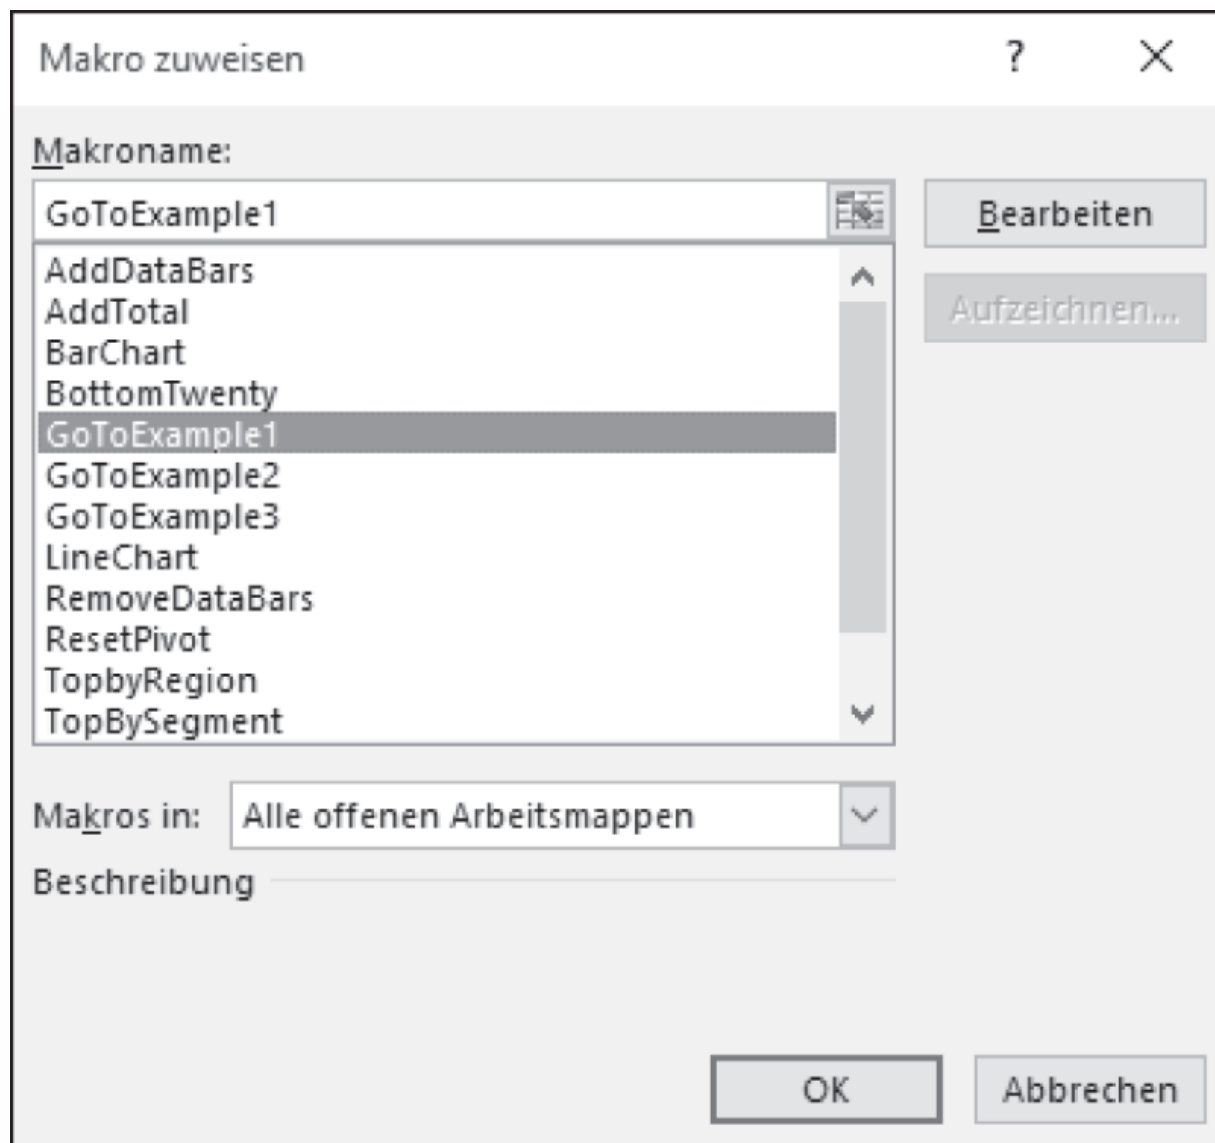 Makro zuweisen ?
Makroname:
GoToExample1
Bearbeiten
AddDataBars
AddTotal
BarChart
BottomTwenty
GoToExample1
GoToExample2
GoToExample3
LineChart
RemoveDataBars
ResetPivot
TopbyRegion
TopBySegment
Aufzeichnen...
Makros in: Alle offenen Arbeitsmappen
Beschreibung
OK Abbrechen